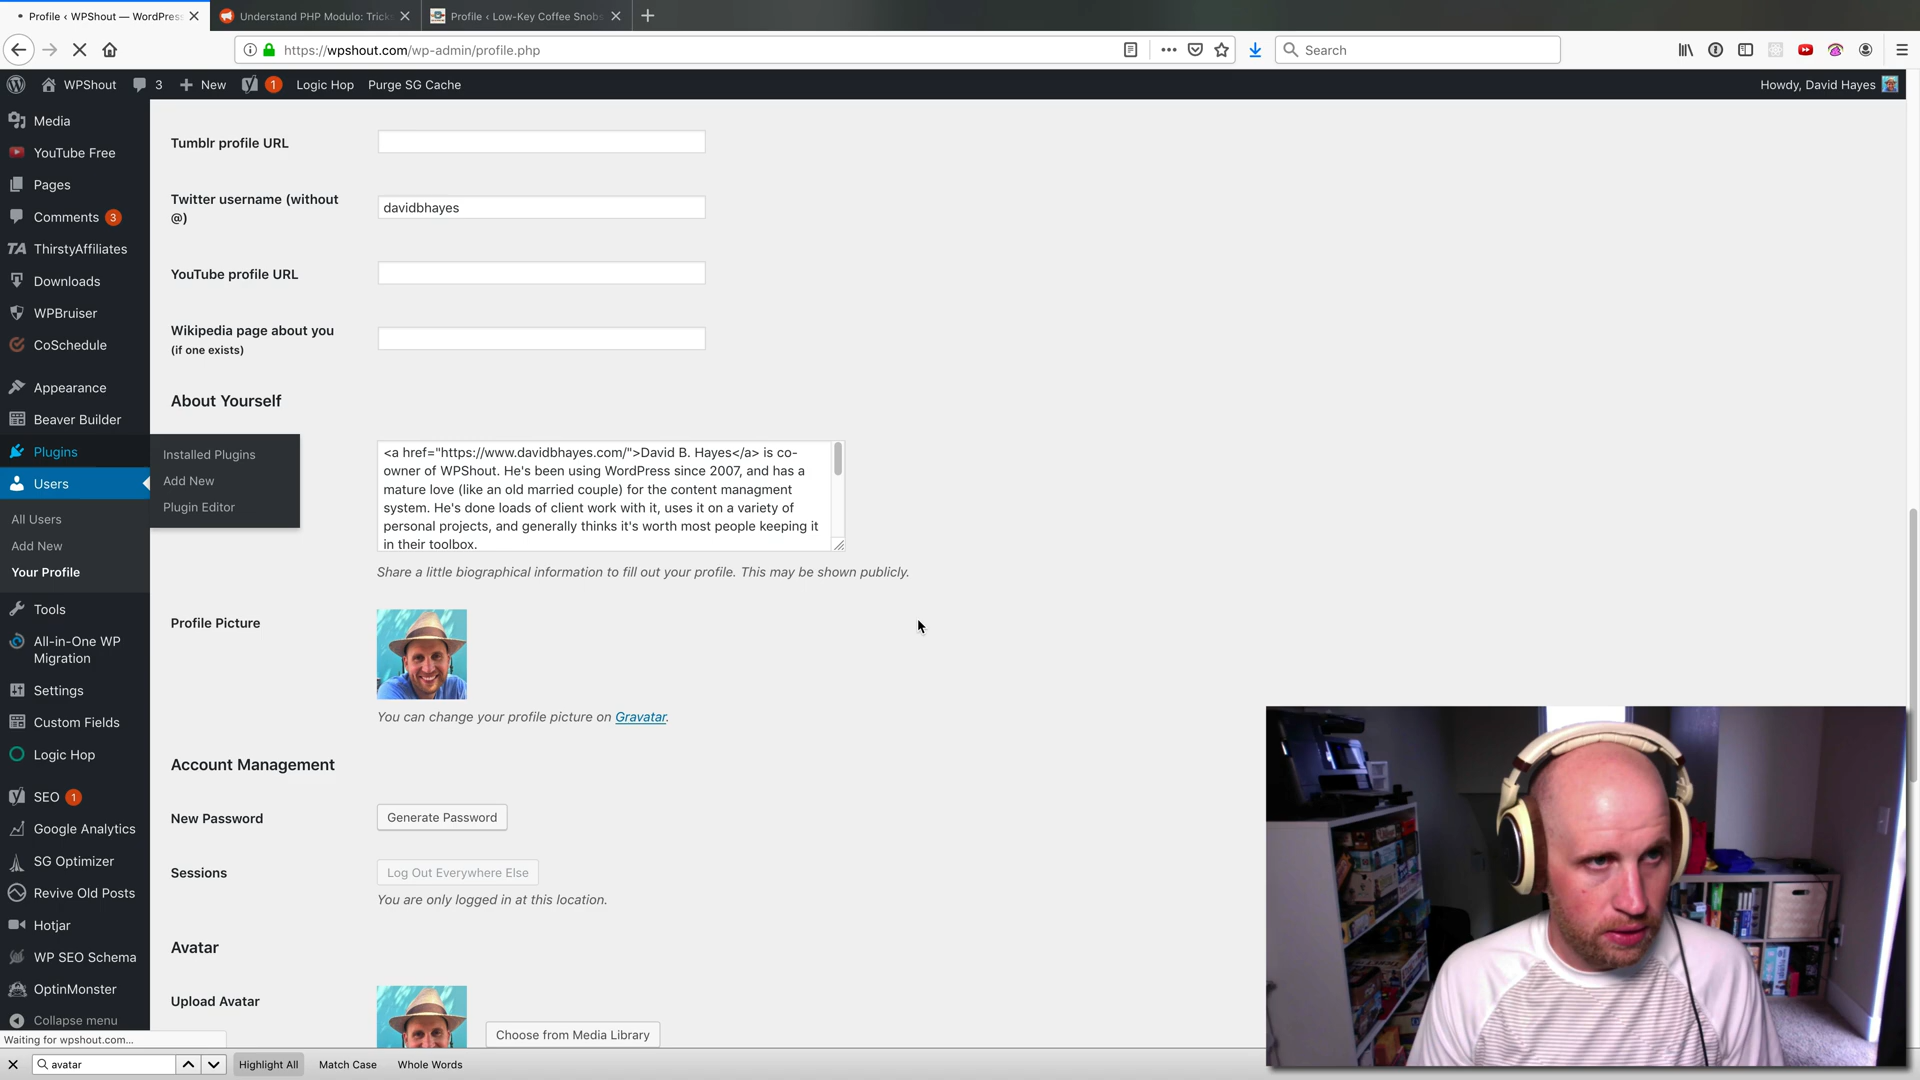 Profile ‹ WPShout — WordPress
Understand PHP Modulo: Trick
Profile ‹ Low-Key Coffee Snobs
https://wpshout.com/wp-admin/profile.php
Search
WPShout
3
New
1
Logic Hop
Purge SG Cache
Howdy, David Hayes
Media
YouTube Free
Pages
Comments 3
ThirstyAffiliates
Downloads
WPBruiser
CoSchedule
Appearance
Beaver Builder
Plugins
Installed Plugins
Add New
Plugin Editor
Users
All Users
Add New
Your Profile
Tools
All-in-One WP
Migration
Settings
Custom Fields
Logic Hop
SEO 1
Google Analytics
SG Optimizer
Revive Old Posts
Hotjar
WP SEO Schema
OptinMonster
Collapse menu
Tumblr profile URL
Twitter username (without
@)
davidbhayes
YouTube profile URL
Wikipedia page about you
(if one exists)
About Yourself
<a href="https://www.davidbhayes.com/">David B. Hayes</a> is co-
owner of WPShout. He's been using WordPress since 2007, and has a
mature love (like an old married couple) for the content managment
system. He's done loads of client work with it, uses it on a variety of
personal projects, and generally thinks it's worth most people keeping it
in their toolbox.
Share a little biographical information to fill out your profile. This may be shown publicly.
Profile Picture
You can change your profile picture on Gravatar.
Account Management
New Password
Generate Password
Sessions
Log Out Everywhere Else
You are only logged in at this location.
Avatar
Upload Avatar
Choose from Media Library
Waiting for wpshout.com...
avatar
Highlight All
Match Case
Whole Words